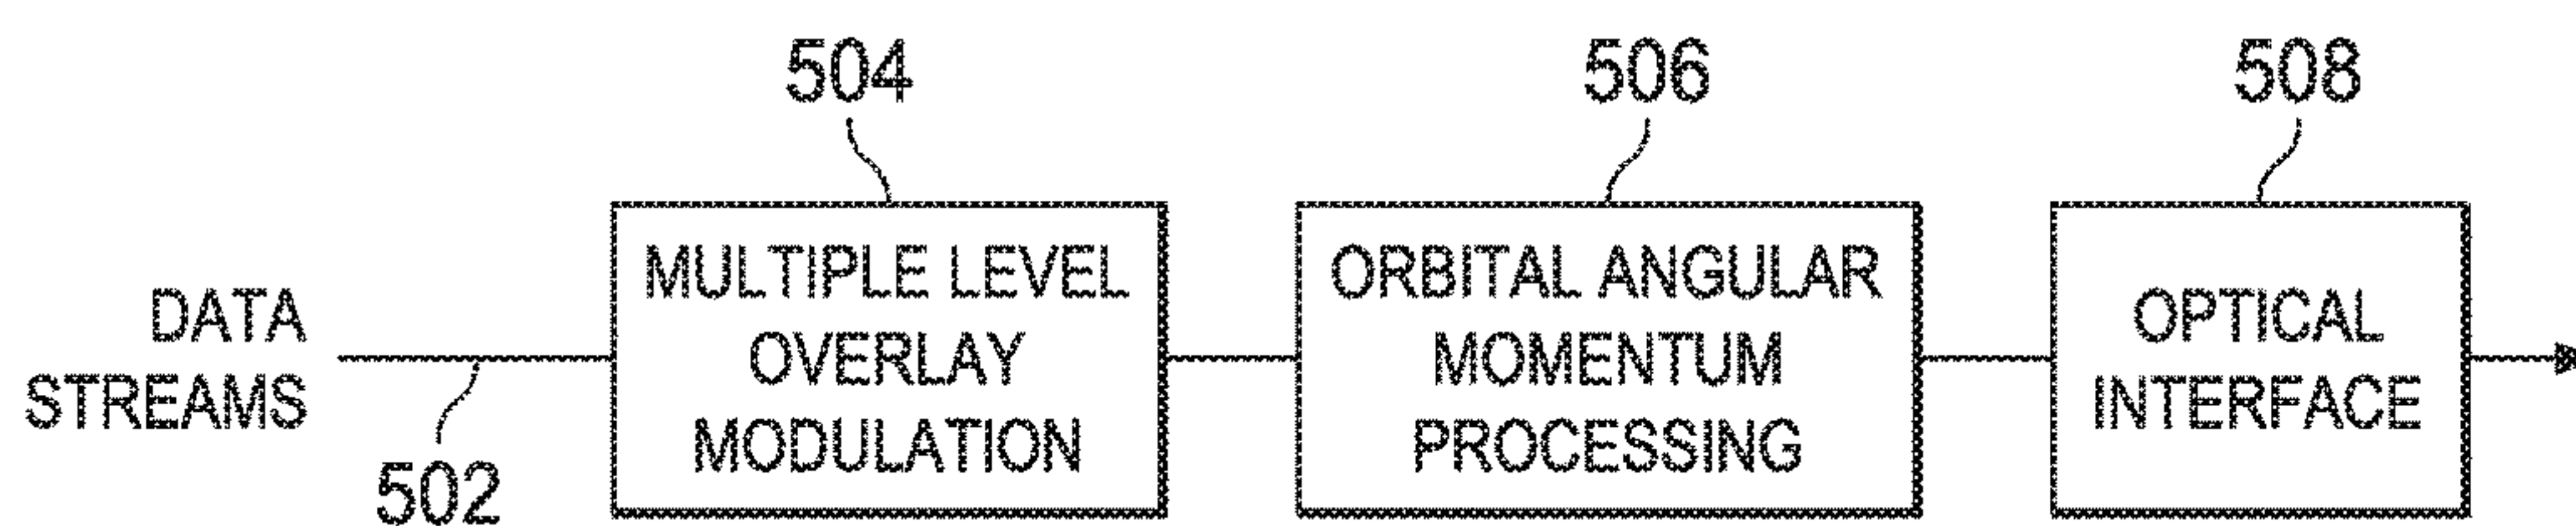 504
506
508
DATA
STREAMS
502
MULTIPLE LEVEL
OVERLAY
MODULATION
ORBITAL ANGULAR
MOMENTUM
PROCESSING
OPTICAL
INTERFACE